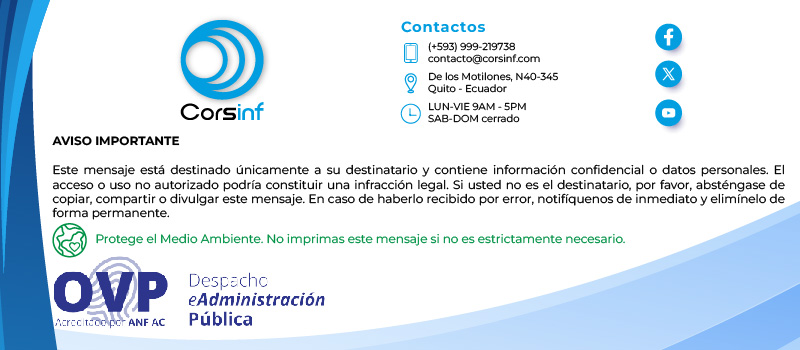 Corsinf
Contactos
(+593) 999-219738
contacto@corsinf.com
De los Motilones, N40-345
Quito - Ecuador
LUN-VIE 9AM - 5PM
SAB-DOM cerrado
AVISO IMPORTANTE
Este mensaje está destinado únicamente a su destinatario y contiene información confidencial o datos personales. El
acceso o uso no autorizado podría constituir una infracción legal. Si usted no es el destinatario, por favor, absténgase de
copiar, compartir o divulgar este mensaje. En caso de haberlo recibido por error, notifíquenos de inmediato y elimínelo de
forma permanente.
Protege el Medio Ambiente. No imprimas este mensaje si no es estrictamente necesario.
OVP
Acreditado por ANF AC
Despacho
eAdministración
Pública